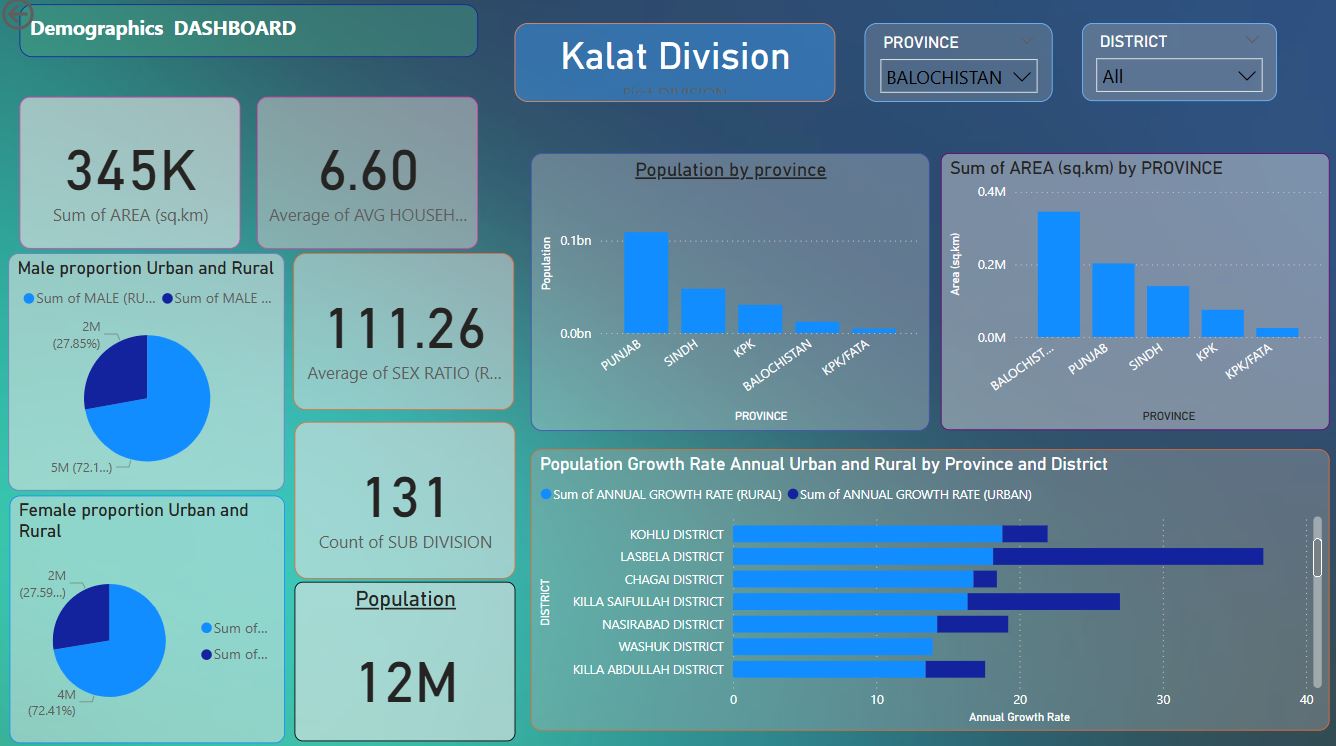 Demographics DASHBOARD
Kalat Division
First DIVISION
PROVINCE
BALOCHISTAN
DISTRICT
All
345K
Sum of AREA (sq.km)
6.60
Average of AVG HOUSEH...
Male proportion Urban and Rural
Sum of MALE (RU... Sum of MALE ...
2M
(27.85%)
5M (72.1...)
111.26
Average of SEX RATIO (R...
131
Count of SUB DIVISION
Female proportion Urban and
Rural
2M
(27.59...)
Sum of...
Sum of...
4M
(72.41%)
Population
12M
Population by province
Population
0.1bn
0.0bn
PUNJAB
SINDH
KPK
BALOCHISTAN
KPK/FATA
PROVINCE
Sum of AREA (sq.km) by PROVINCE
Area (sq.km)
0.4M
0.2M
0.0M
BALOCHIST...
PUNJAB
SINDH
KPK
KPK/FATA
PROVINCE
Population Growth Rate Annual Urban and Rural by Province and District
Sum of ANNUAL GROWTH RATE (RURAL) Sum of ANNUAL GROWTH RATE (URBAN)
DISTRICT
KOHLU DISTRICT
LASBELA DISTRICT
CHAGAI DISTRICT
KILLA SAIFULLAH DISTRICT
NASIRABAD DISTRICT
WASHUK DISTRICT
KILLA ABDULLAH DISTRICT
0 10 20 30 40
Annual Growth Rate